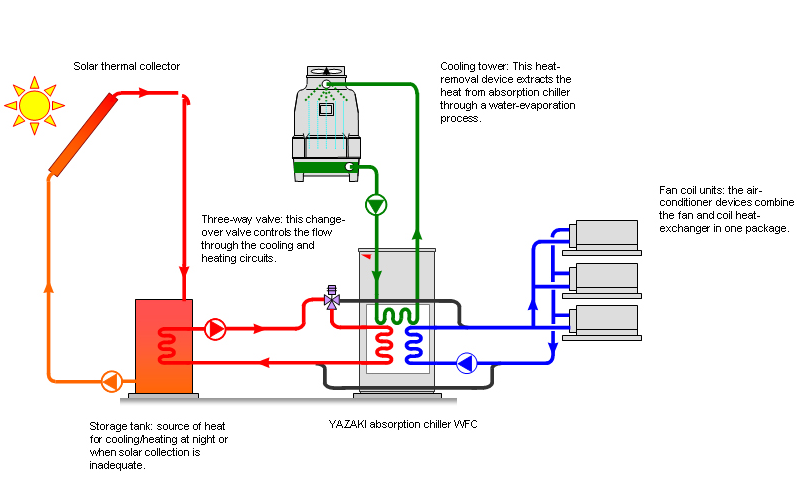 Solar thermal collector
Cooling tower: This heat-
removal device extracts the
heat from absorption chiller
through a water-evaporation
process.
Fan coil units: the air-
conditioner devices combine
the fan and coil heat-
exchanger in one package.
Three-way valve: this change-
over valve controls the flow
through the cooling and
heating circuits.
Storage tank: source of heat
for cooling/heating at night or
when solar collection is
inadequate.
YAZAKI absorption chiller WFC